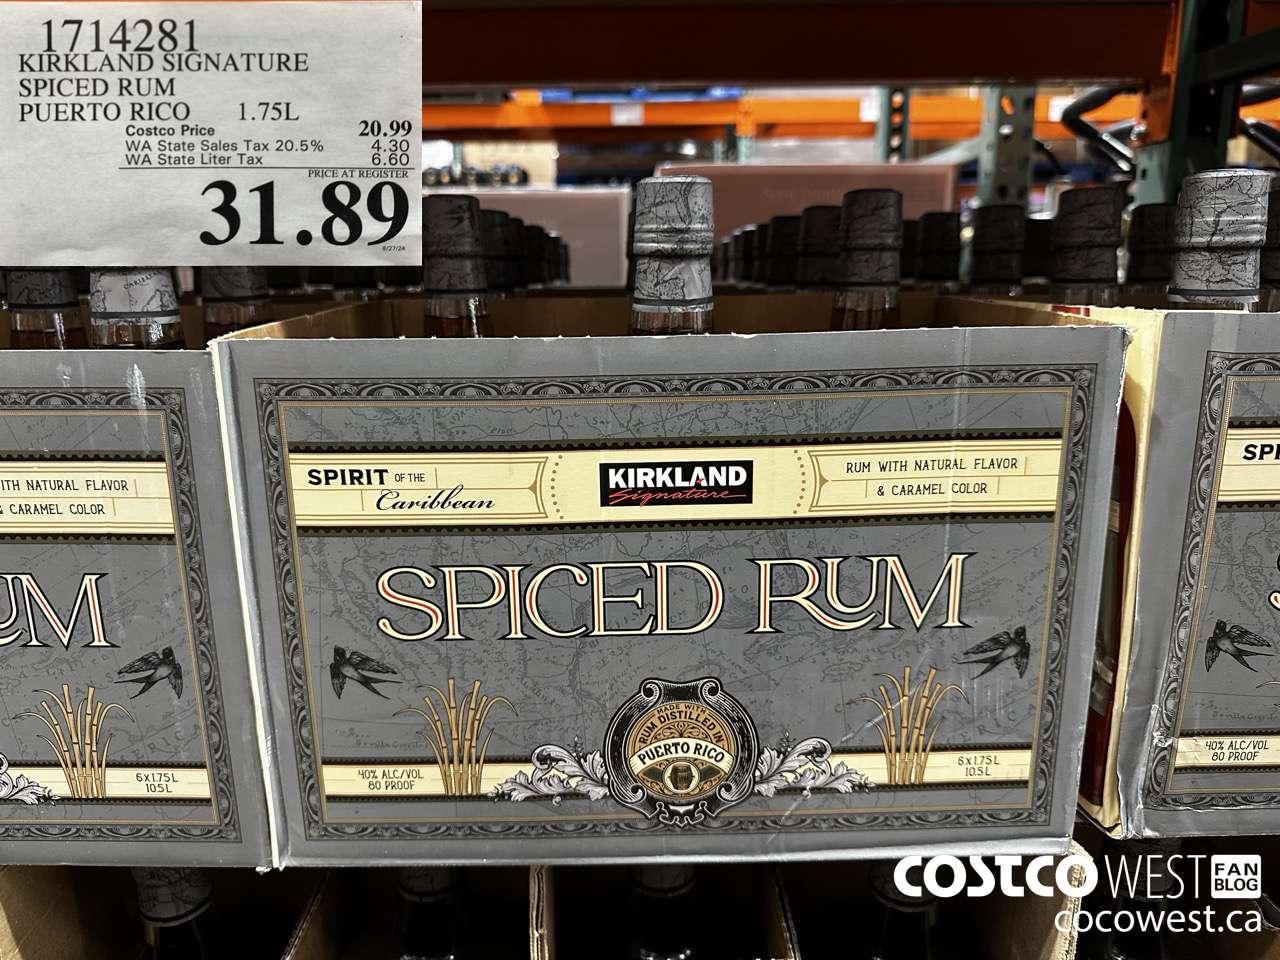 1714281
KIRKLAND SIGNATURE
SPICED RUM
PUERTO RICO 1.75L
Costco Price 20.99
WA State Sales Tax 20.5% 4.30
WA State Liter Tax 6.60
PRICE AT REGISTER
31.89
8/27/24
SPIRIT OF THE
Caribbean
KIRKLAND
Signature
RUM WITH NATURAL FLAVOR
& CARAMEL COLOR
SPICED RUM
MADE WITH
RUM DISTILLED IN
PUERTO RICO
40% ALC/VOL
80 PROOF
6x1.75L
10.5L
ITH NATURAL FLAVOR
& CARAMEL COLOR
UM
6x1.75L
10.5L
SPI
40% ALC/VOL
80 PROOF
COSTCO WEST FAN BLOG
cocowest.ca